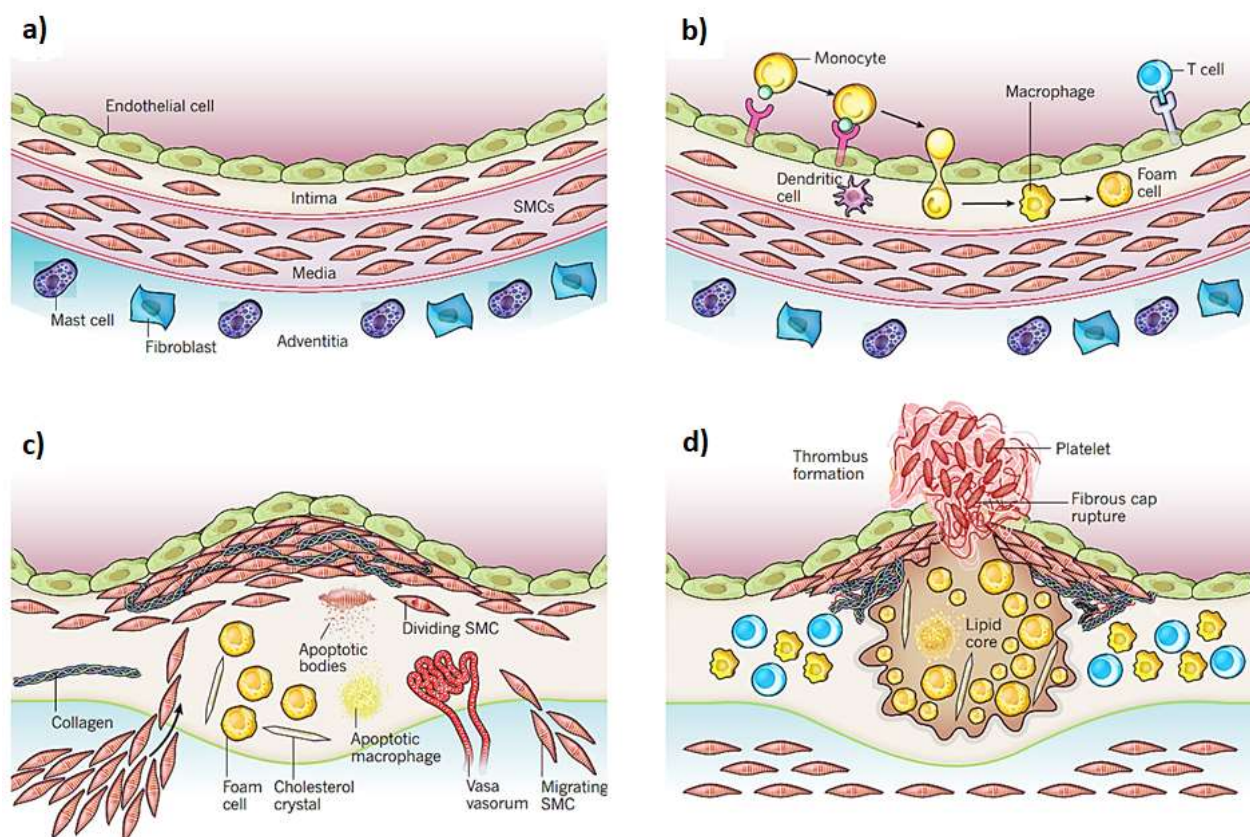 a)
Endothelial cell
Intima
SMCs
Media
Mast cell
Fibroblast
Adventitia
b)
Monocyte
T cell
Macrophage
Dendritic
cell
Foam
cell
c)
Dividing SMC
Apoptotic
bodies
Collagen
Apoptotic
macrophage
Foam
cell
Cholesterol
crystal
Vasa
vasorum
Migrating
SMC
d)
Thrombus
formation
Platelet
Fibrous cap
rupture
Lipid
core